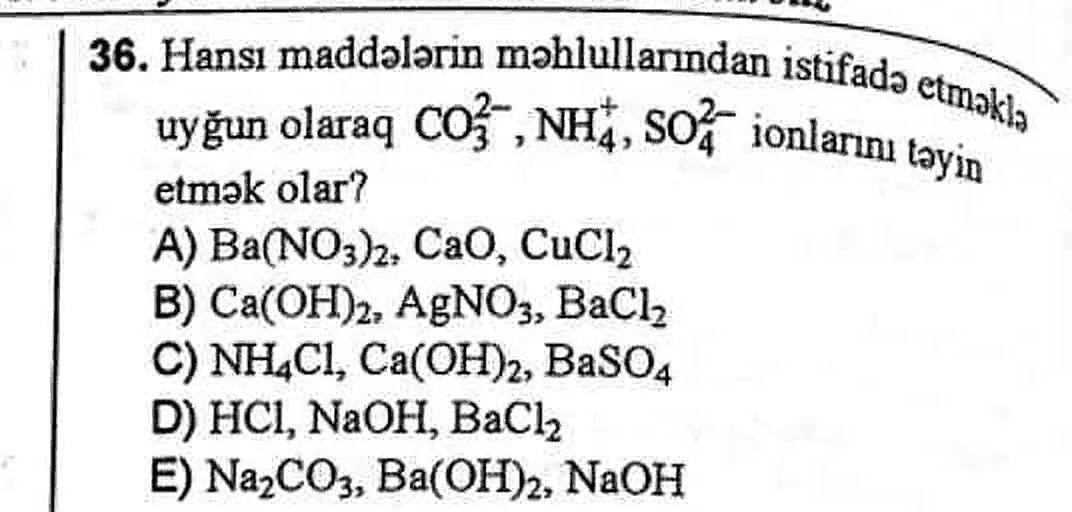 36. Hansı maddələrin məhlullarından istifadə etməklə
uyğun olaraq CO₃²⁻, NH₄⁺, SO₄²⁻ ionlarını təyin
etmək olar?
A) Ba(NO₃)₂, CaO, CuCl₂
B) Ca(OH)₂, AgNO₃, BaCl₂
C) NH₄Cl, Ca(OH)₂, BaSO₄
D) HCl, NaOH, BaCl₂
E) Na₂CO₃, Ba(OH)₂, NaOH